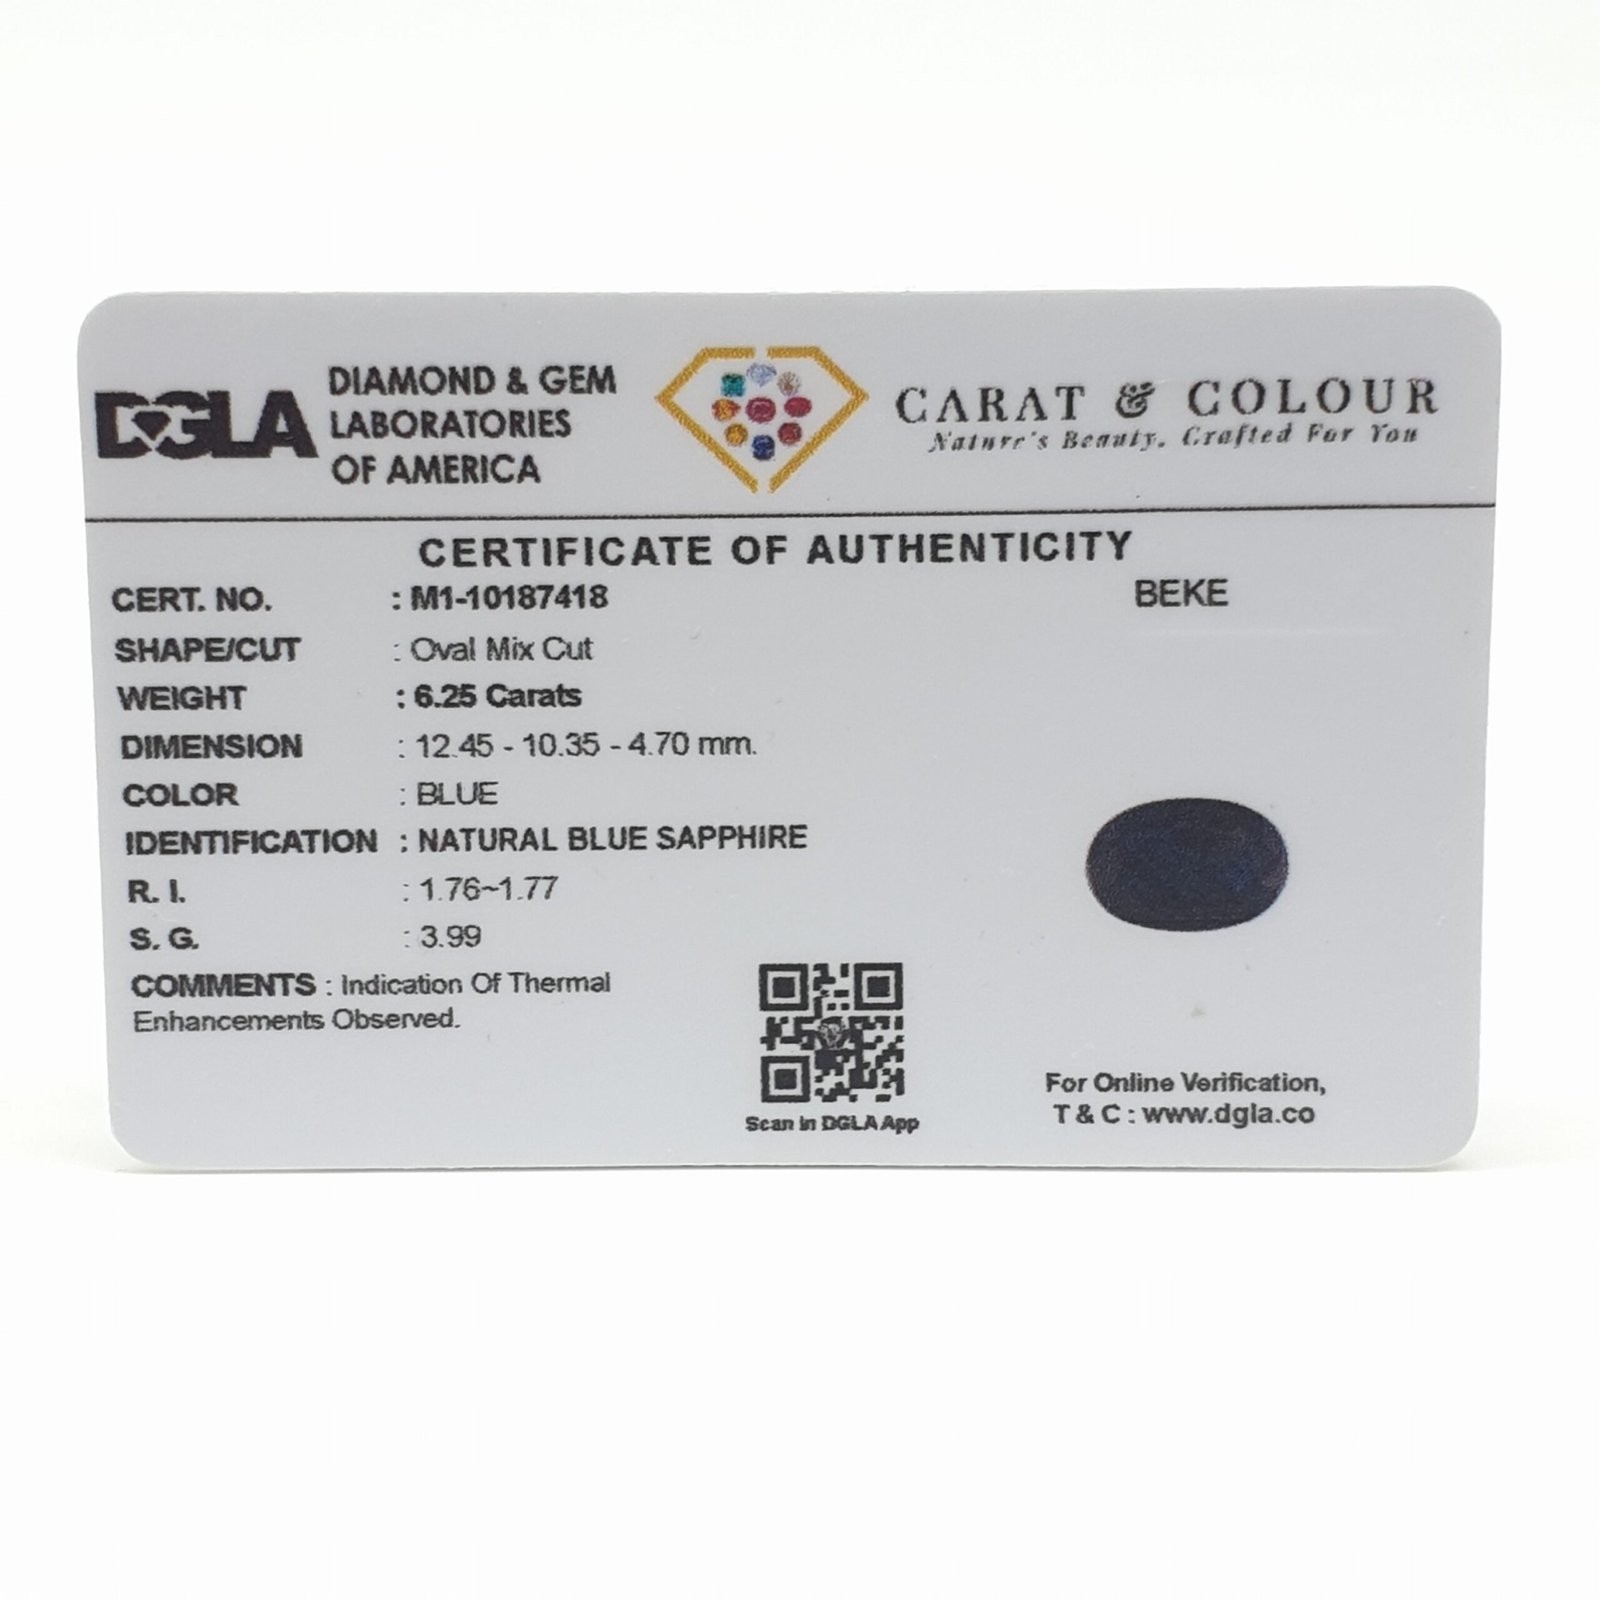 DGLA
DIAMOND & GEM
LABORATORIES
OF AMERICA
CARAT & COLOUR
Nature's Beauty, Crafted For You
CERTIFICATE OF AUTHENTICITY
CERT. NO. : M1-10187418
BEKE
SHAPE/CUT : Oval Mix Cut
WEIGHT : 6.25 Carats
DIMENSION : 12.45 - 10.35 - 4.70 mm.
COLOR : BLUE
IDENTIFICATION : NATURAL BLUE SAPPHIRE
R. I. : 1.76~1.77
S. G. : 3.99
COMMENTS : Indication Of Thermal
Enhancements Observed.
Scan in DGLA App
For Online Verification,
T & C : www.dgla.co